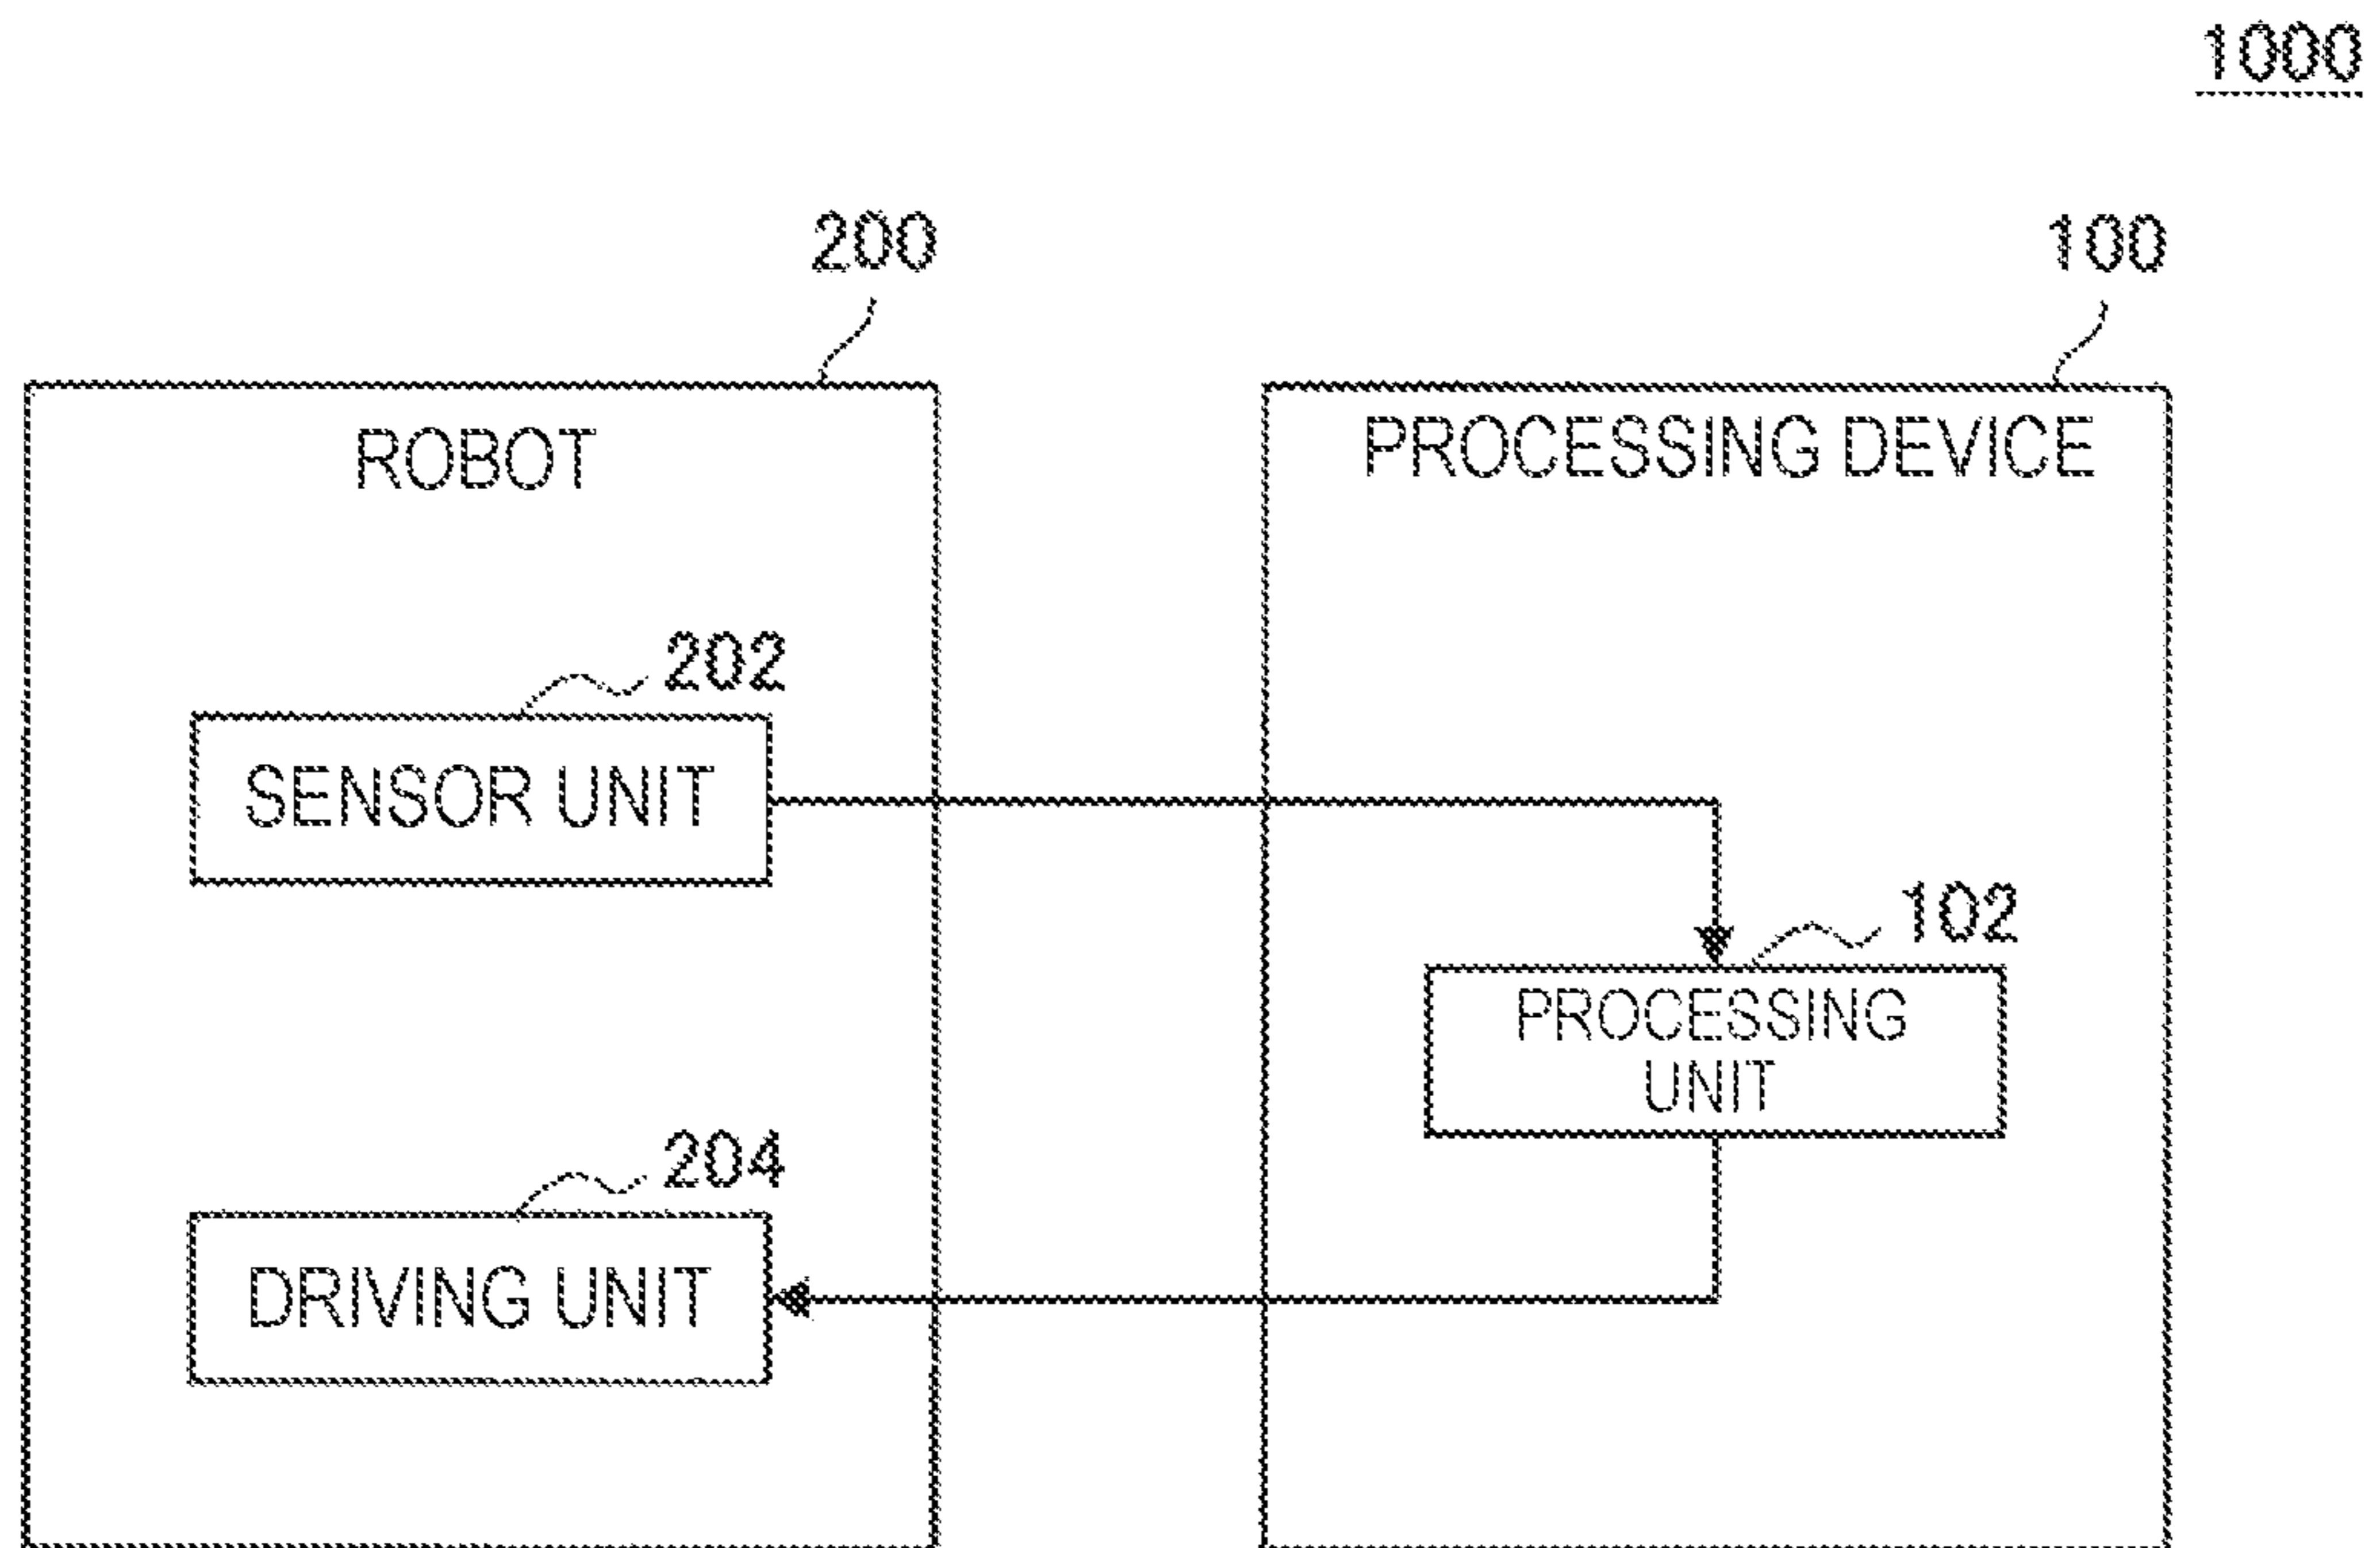 1000
200
100
ROBOT
PROCESSING DEVICE
202
SENSOR UNIT
102
PROCESSING
UNIT
204
DRIVING UNIT